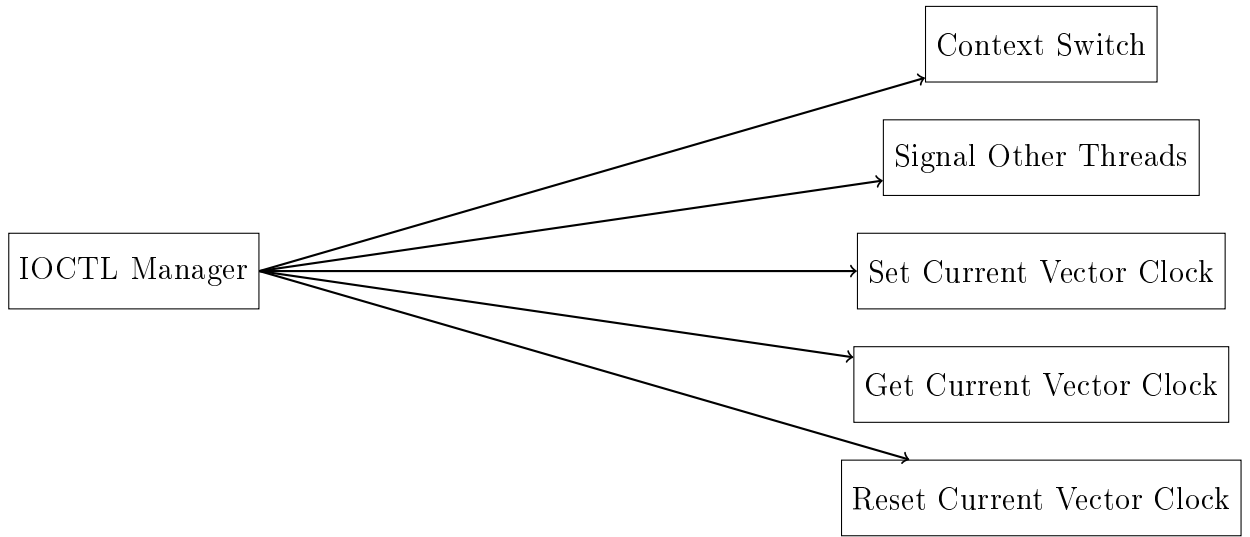 Context Switch
Signal Other Threads
IOCTL Manager
Set Current Vector Clock
Get Current Vector Clock
Reset Current Vector Clock